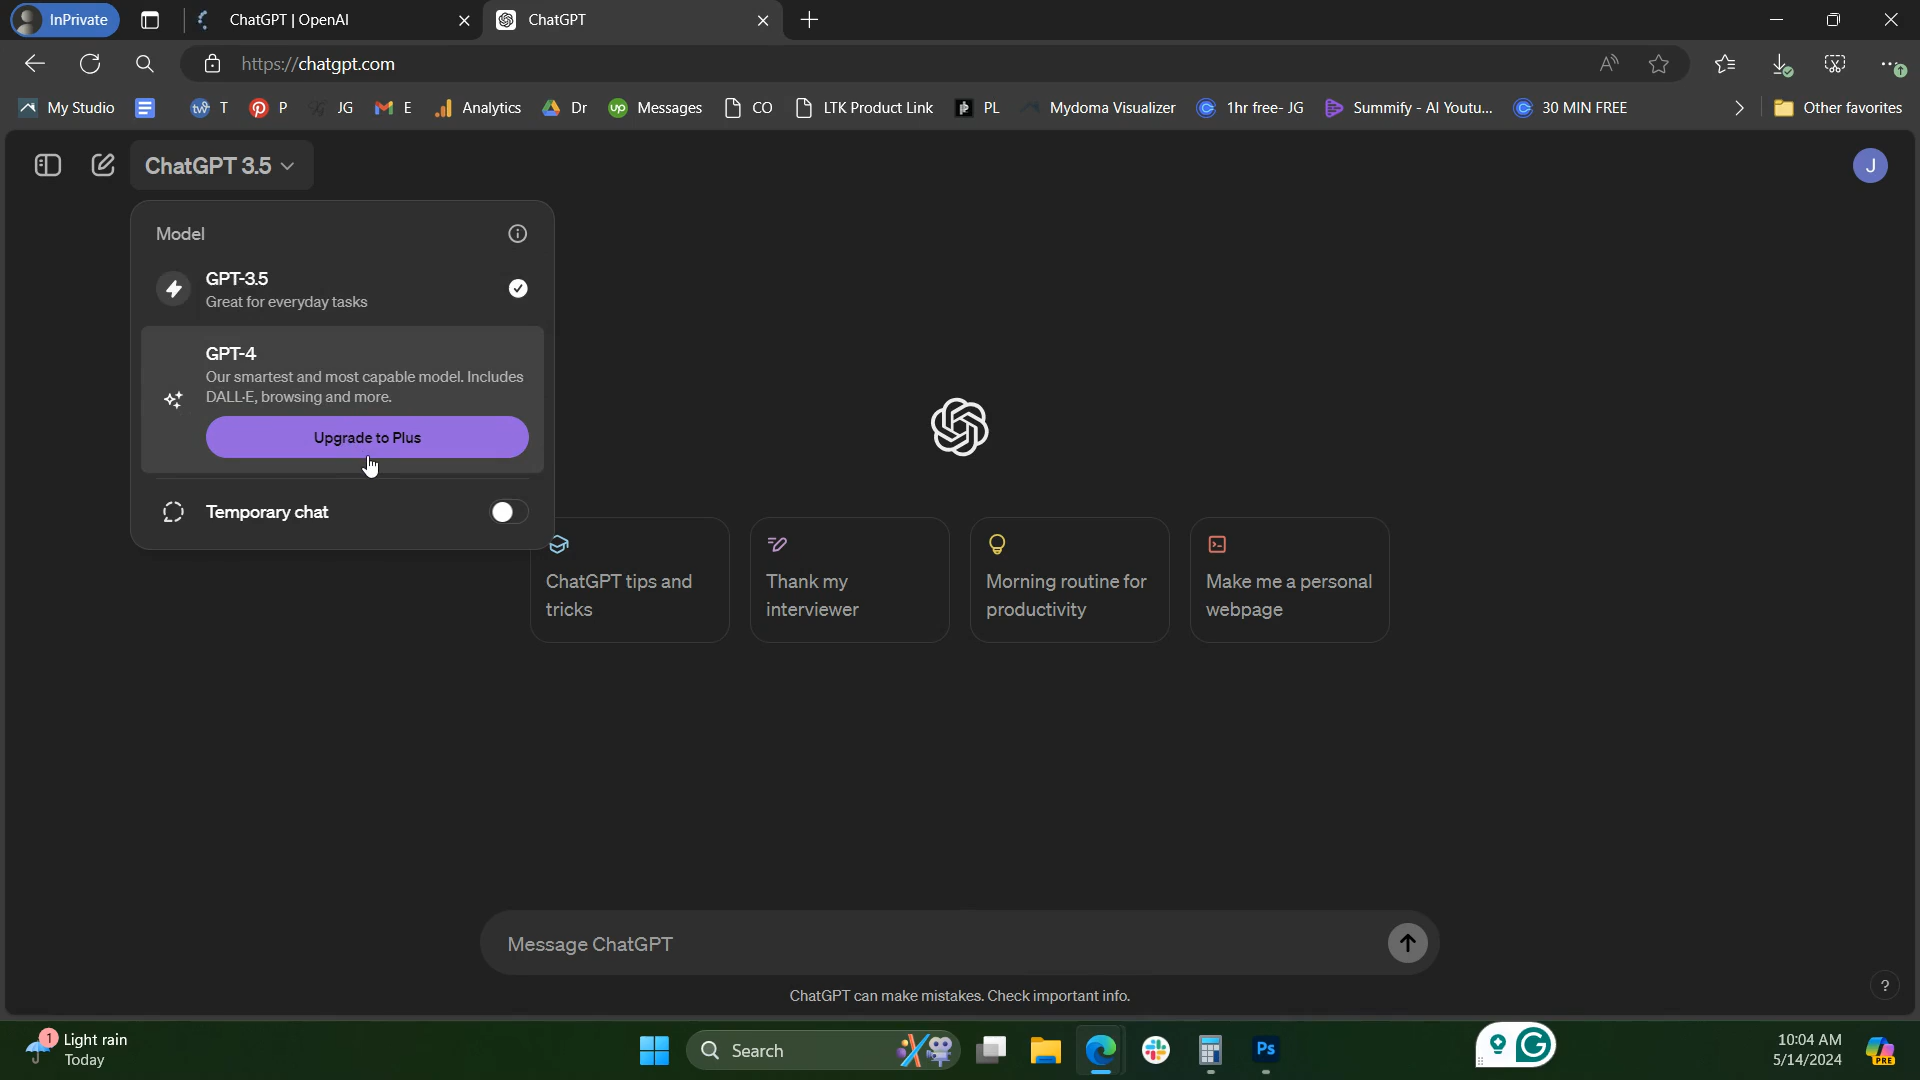 InPrivate
ChatGPT | OpenAI
ChatGPT
https://chatgpt.com
My Studio
T
P
JG
E
Analytics
Dr
Messages
CO
LTK Product Link
PL
Mydoma Visualizer
1hr free- JG
Summify - AI Youtu...
30 MIN FREE
Other favorites
ChatGPT 3.5
J
Model
GPT-3.5
Great for everyday tasks
GPT-4
Our smartest and most capable model. Includes
DALL·E, browsing and more.
Upgrade to Plus
Temporary chat
ChatGPT tips and
tricks
Thank my
interviewer
Morning routine for
productivity
Make me a personal
webpage
Message ChatGPT
ChatGPT can make mistakes. Check important info.
?
1
Light rain
Today
Search
Ps
10:04 AM
5/14/2024
PRE